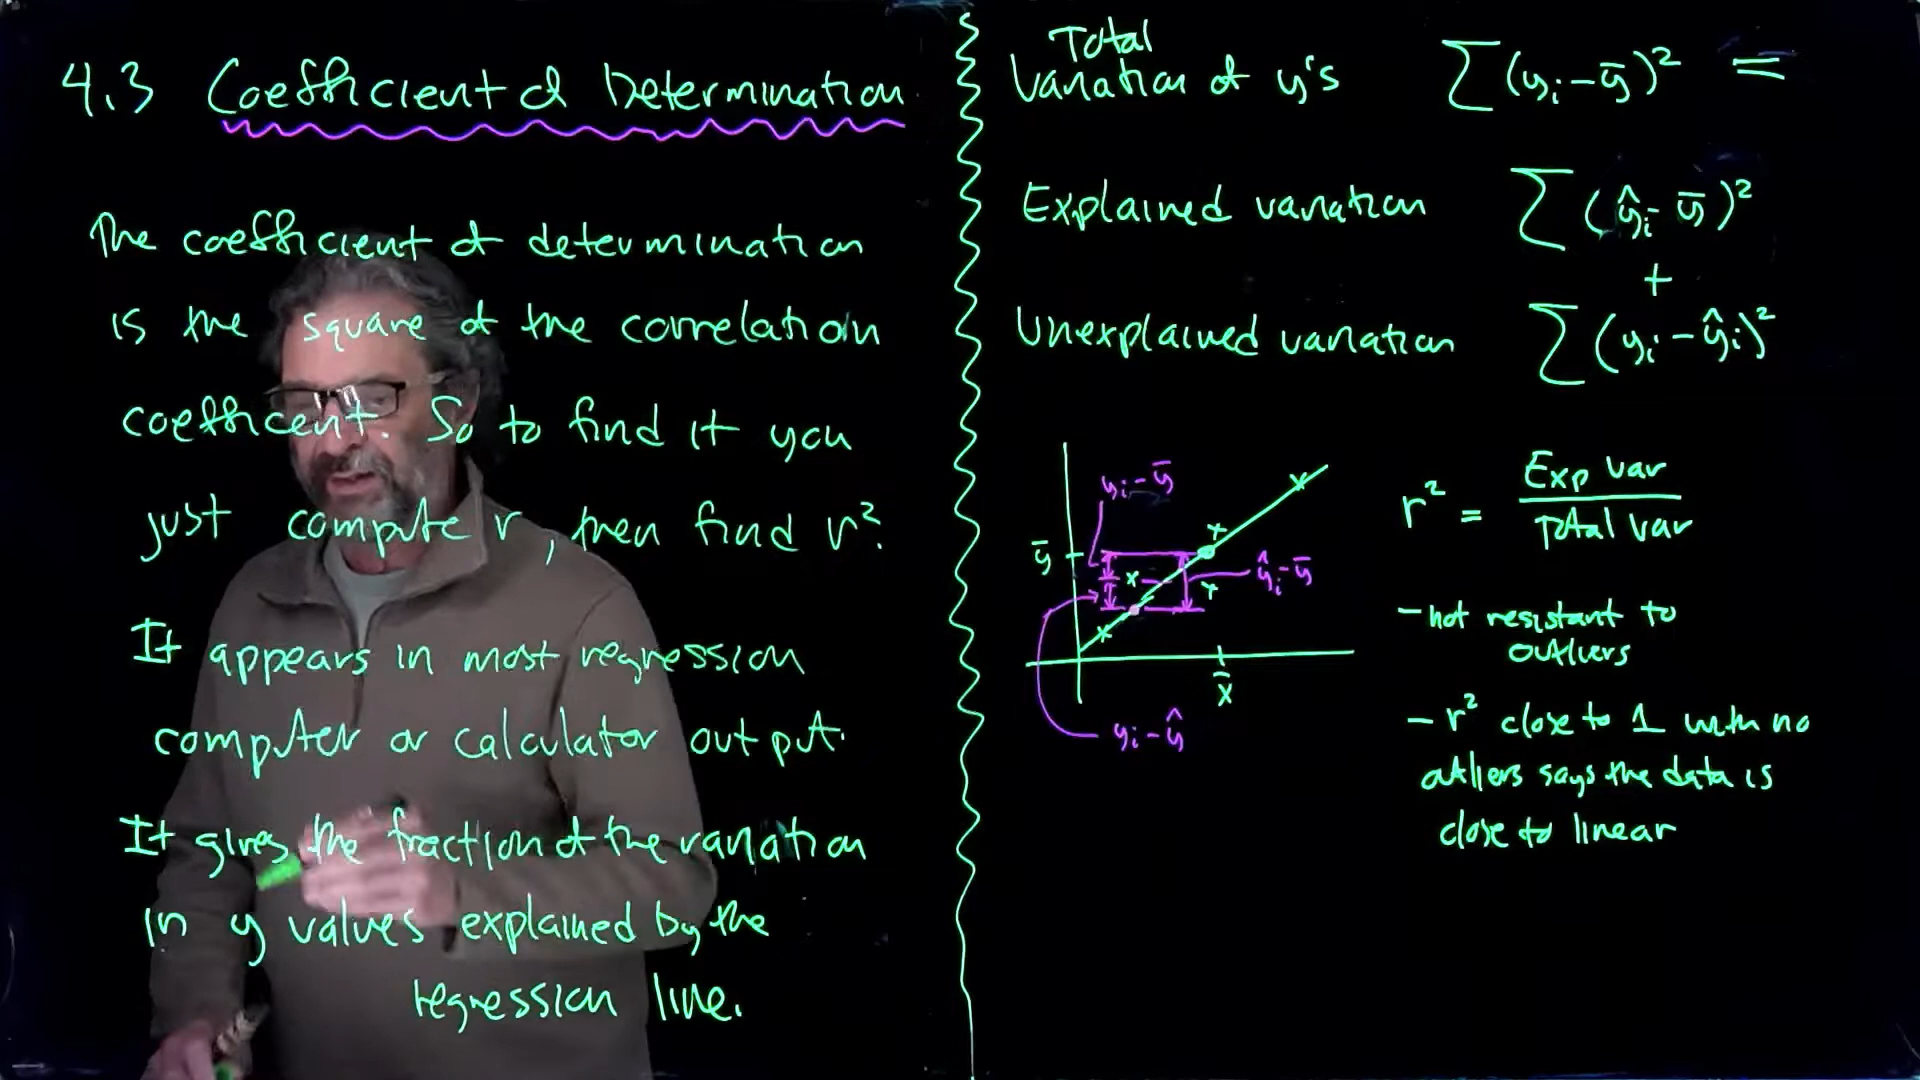 4.3 Coefficient of Determination
The coefficient of determination
is the square of the correlation
coefficient. So to find it you
just compute r, then find r².
It appears in most regression
computer or calculator output.
It gives the fraction of the variation
in y values explained by the
regression line.
Total
Variation of y's Σ(yᵢ-ȳ)² =
Explained variation Σ(ŷᵢ-ȳ)²
+
Unexplained variation Σ(yᵢ-ŷᵢ)²
yᵢ-ȳ
ȳ
ŷᵢ-ȳ
x̄
yᵢ-ŷ
r² = Exp var / Total var
- not resistant to
outliers
- r² close to 1 with no
outliers says the data is
close to linear